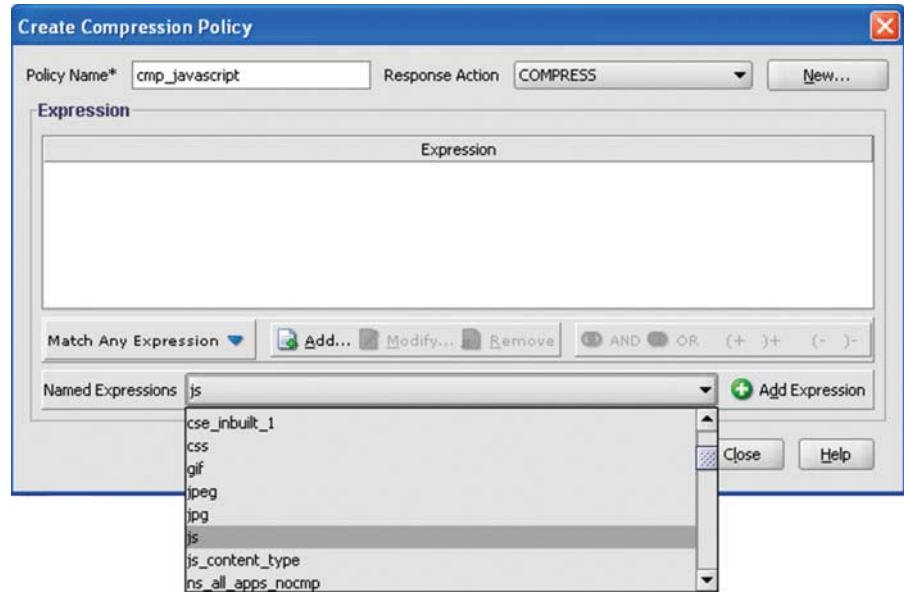 Create Compression Policy
Policy Name* cmp_javascript Response Action COMPRESS New...
Expression
Expression
Match Any Expression Add... Modify... Remove AND OR (+ )+ (- )-
Named Expressions js Add Expression
cse_inbuilt_1
css
gif
jpeg
jpg
js
js_content_type
ns_all_apps_nocmp
Close Help